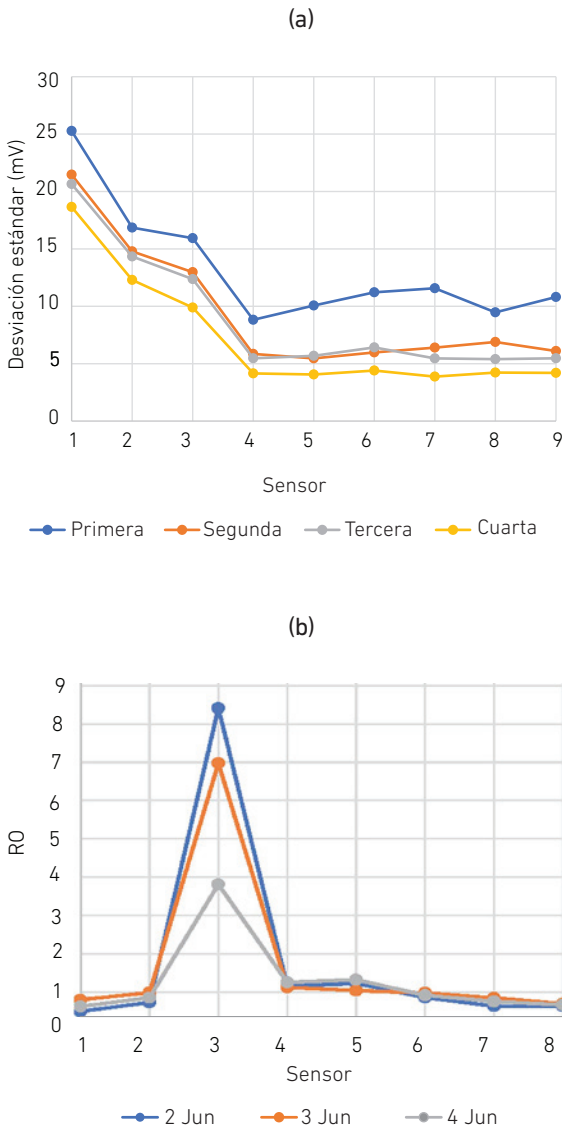 (a)
Desviación estándar (mV)
30
25
20
15
10
5
0
1 2 3 4 5 6 7 8 9
Sensor
Primera Segunda Tercera Cuarta
(b)
RO
9
8
7
6
5
4
3
2
1
0
1 2 3 4 5 6 7 8
Sensor
2 Jun 3 Jun 4 Jun